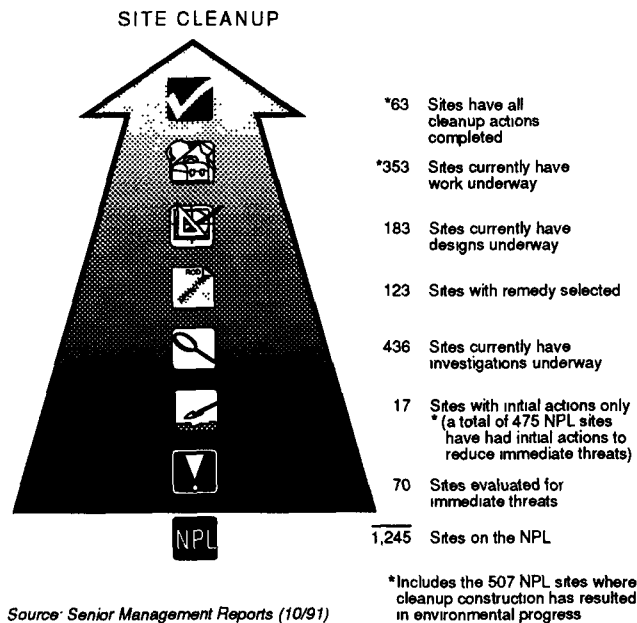 SITE CLEANUP
*63 Sites have all
cleanup actions
completed
*353 Sites currently have
work underway
183 Sites currently have
designs underway
ROD
123 Sites with remedy selected
436 Sites currently have
investigations underway
17 Sites with initial actions only
* (a total of 475 NPL sites
have had initial actions to
reduce immediate threats)
70 Sites evaluated for
immediate threats
NPL
1,245 Sites on the NPL
*Includes the 507 NPL sites where
cleanup construction has resulted
in environmental progress
Source: Senior Management Reports (10/91)